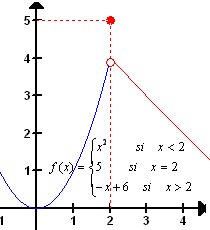 5
4
3
2
1
f(x) = { x² si x < 2
5 si x = 2
−x+6 si x > 2
1 0 1 2 3 4